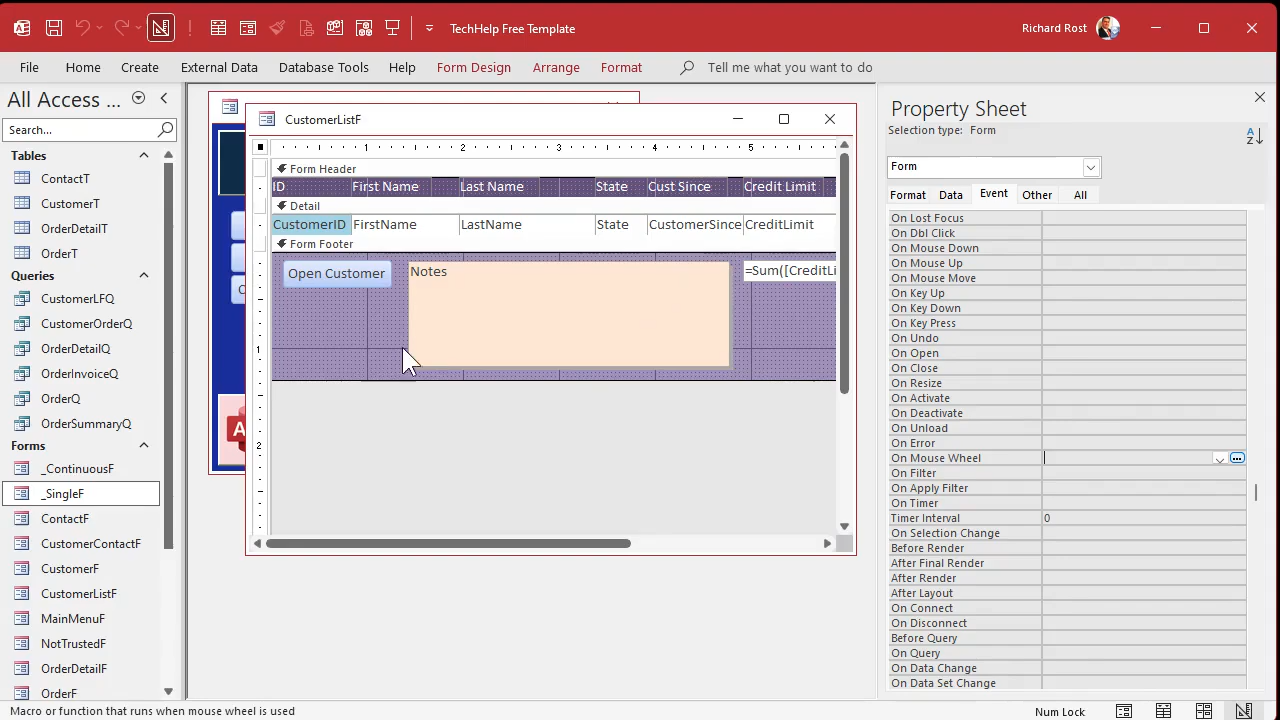 TechHelp Free Template
Richard Rost
File Home Create External Data Database Tools Help Form Design Arrange Format Tell me what you want to do
All Access ...
Search...
Tables
ContactT
CustomerT
OrderDetailT
OrderT
Queries
CustomerLFQ
CustomerOrderQ
OrderDetailQ
OrderInvoiceQ
OrderQ
OrderSummaryQ
Forms
_ContinuousF
_SingleF
ContactF
CustomerContactF
CustomerF
CustomerListF
MainMenuF
NotTrustedF
OrderDetailF
OrderF
CustomerListF
1 2 3 4 5
Form Header
ID First Name Last Name State Cust Since Credit Limit
Detail
CustomerID FirstName LastName State CustomerSince CreditLimit
Form Footer
Open Customer Notes =Sum([CreditLi
1
2
A
Property Sheet
Selection type: Form
A
Z
Form
Format Data Event Other All
On Lost Focus
On Dbl Click
On Mouse Down
On Mouse Up
On Mouse Move
On Key Up
On Key Down
On Key Press
On Undo
On Open
On Close
On Resize
On Activate
On Deactivate
On Unload
On Error
On Mouse Wheel
On Filter
On Apply Filter
On Timer
Timer Interval 0
On Selection Change
Before Render
After Final Render
After Render
After Layout
On Connect
On Disconnect
Before Query
On Query
On Data Change
On Data Set Change
Macro or function that runs when mouse wheel is used
Num Lock